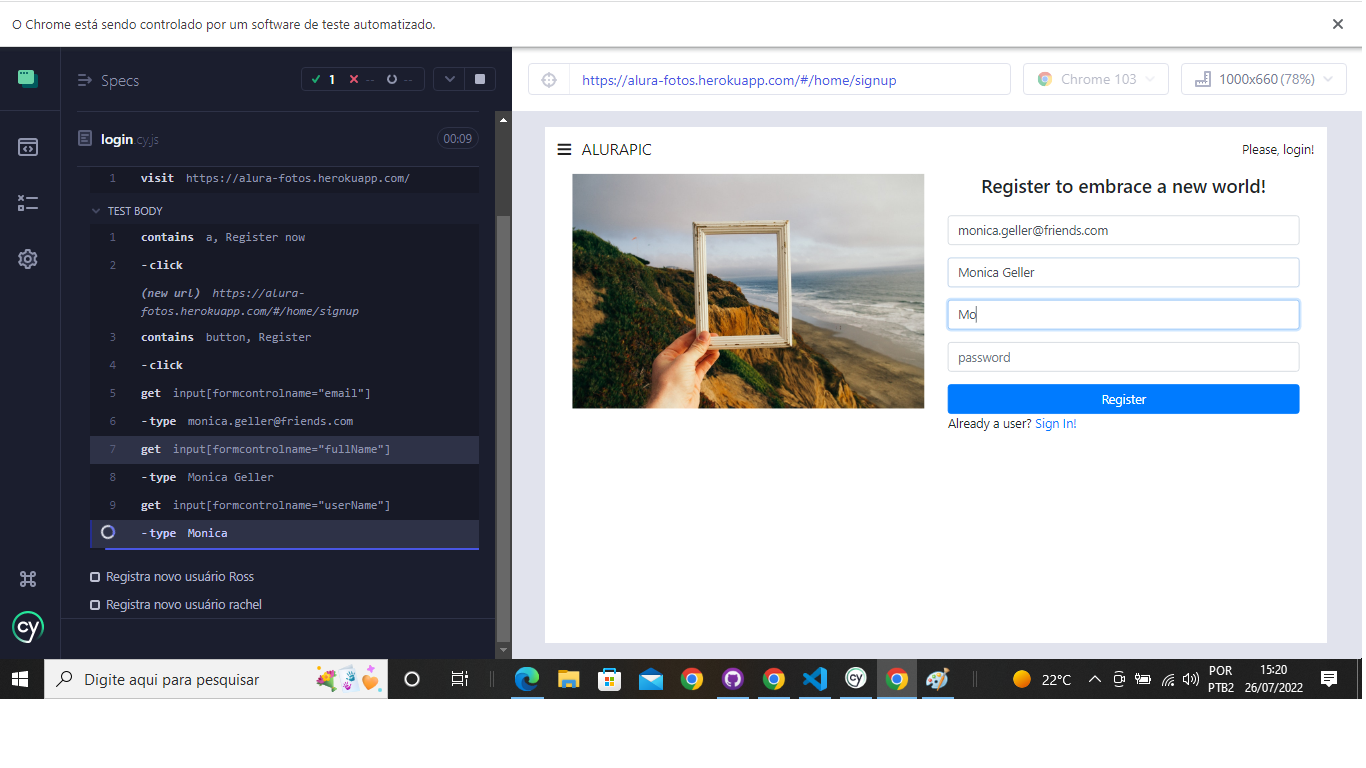 O Chrome está sendo controlado por um software de teste automatizado.
Specs
1
--
--
https://alura-fotos.herokuapp.com/#/home/signup
Chrome 103
1000x660 (78%)
login.cy.js
00:09
1 visit https://alura-fotos.herokuapp.com/
TEST BODY
1 contains a, Register now
2 -click
(new url) https://alura-
fotos.herokuapp.com/#/home/signup
3 contains button, Register
4 -click
5 get input[formcontrolname="email"]
6 -type monica.geller@friends.com
7 get input[formcontrolname="fullName"]
8 -type Monica Geller
9 get input[formcontrolname="userName"]
-type Monica
Registra novo usuário Ross
Registra novo usuário rachel
cy
ALURAPIC
Please, login!
Register to embrace a new world!
monica.geller@friends.com
Monica Geller
Mo
password
Register
Already a user? Sign In!
Digite aqui para pesquisar
cy
22°C
POR
PTB2
15:20
26/07/2022